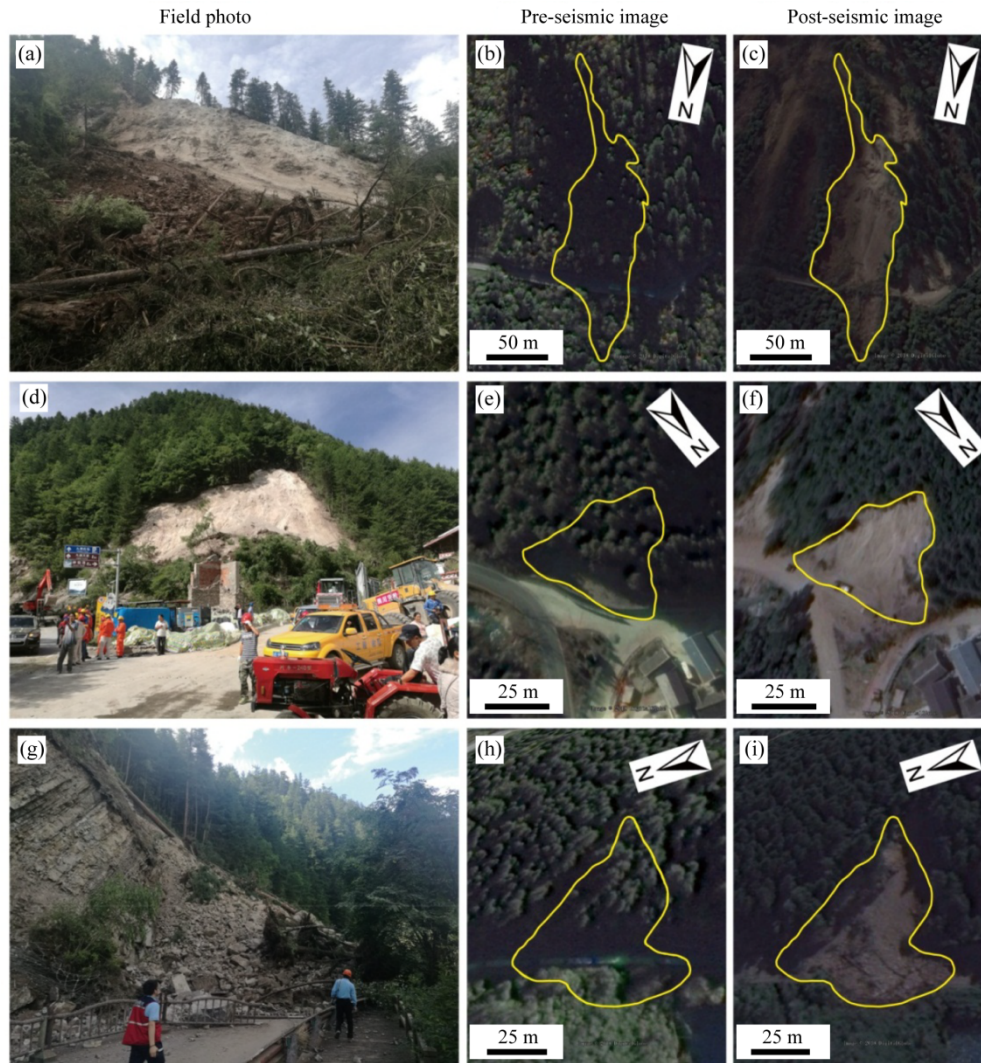 Field photo Pre-seismic image Post-seismic image
(a) (b) (c)
N N
50 m 50 m
(d) (e) (f)
N N
25 m 25 m
(g) (h) (i)
N N
25 m 25 m